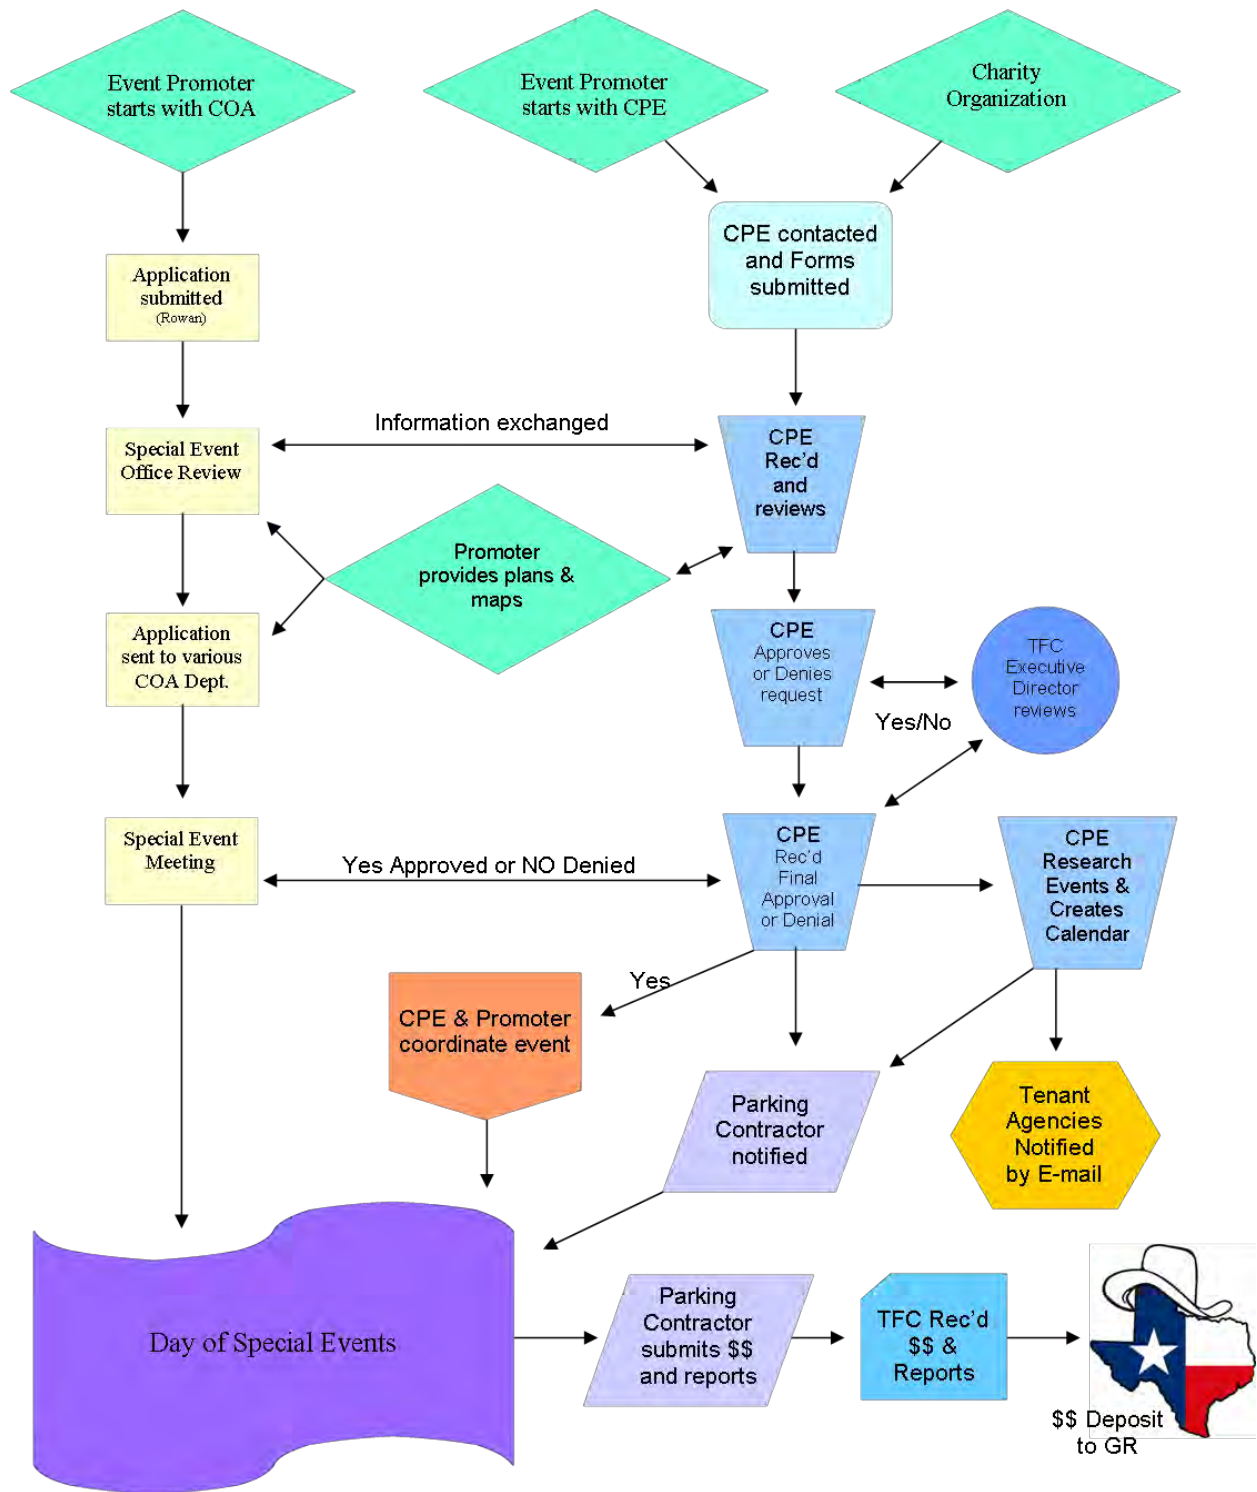 Event Promoter
starts with COA
Event Promoter
starts with CPE
Charity
Organization
CPE contacted
and Forms
submitted
Application
submitted
(Rowan)
Information exchanged
Special Event
Office Review
CPE
Rec'd
and
reviews
Promoter
provides plans &
maps
Application
sent to various
COA Dept.
CPE
Approves
or Denies
request
TFC
Executive
Director
reviews
Yes/No
Special Event
Meeting
Yes Approved or NO Denied
CPE
Rec'd
Final
Approval
or Denial
CPE
Research
Events &
Creates
Calendar
Yes
CPE & Promoter
coordinate event
Parking
Contractor
notified
Tenant
Agencies
Notified
by E-mail
Day of Special Events
Parking
Contractor
submits $$
and reports
TFC Rec'd
$$ &
Reports
$$ Deposit
to GR